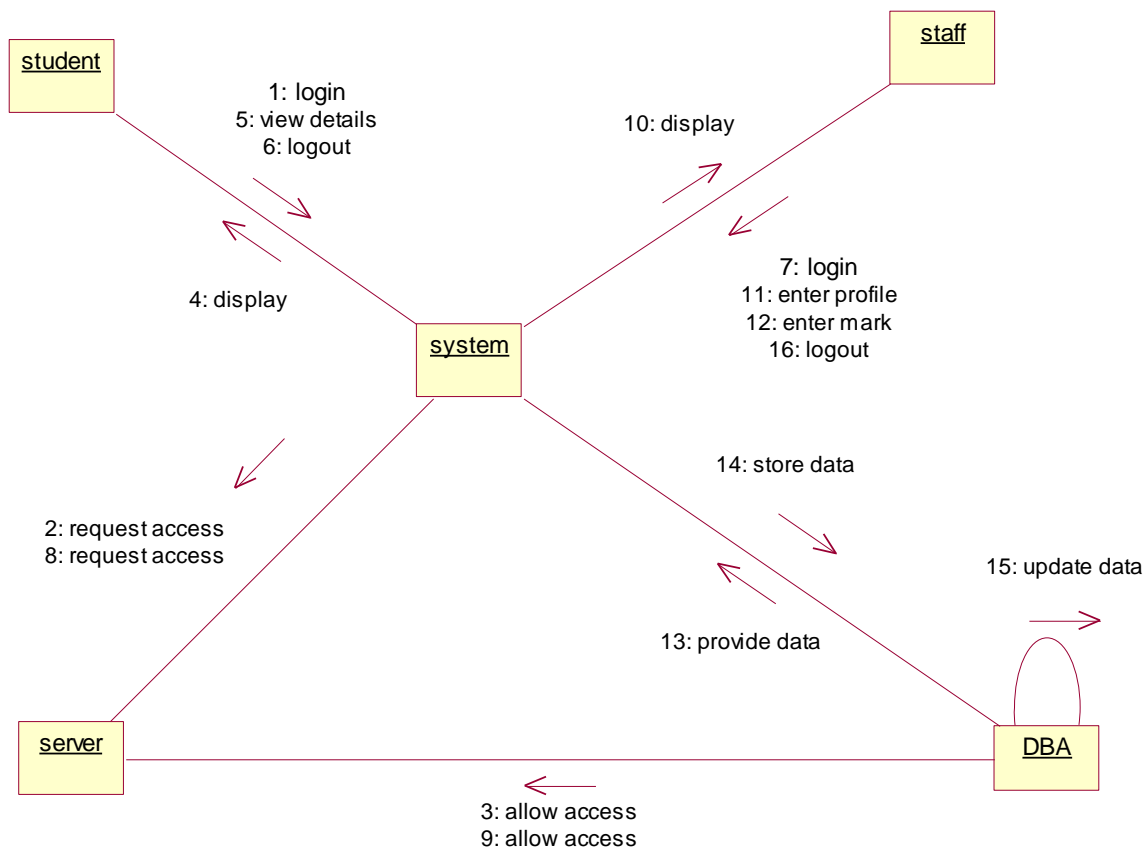 student
staff
1: login
5: view details
6: logout
10: display
4: display
7: login
11: enter profile
12: enter mark
16: logout
system
14: store data
2: request access
8: request access
15: update data
13: provide data
server
DBA
3: allow access
9: allow access